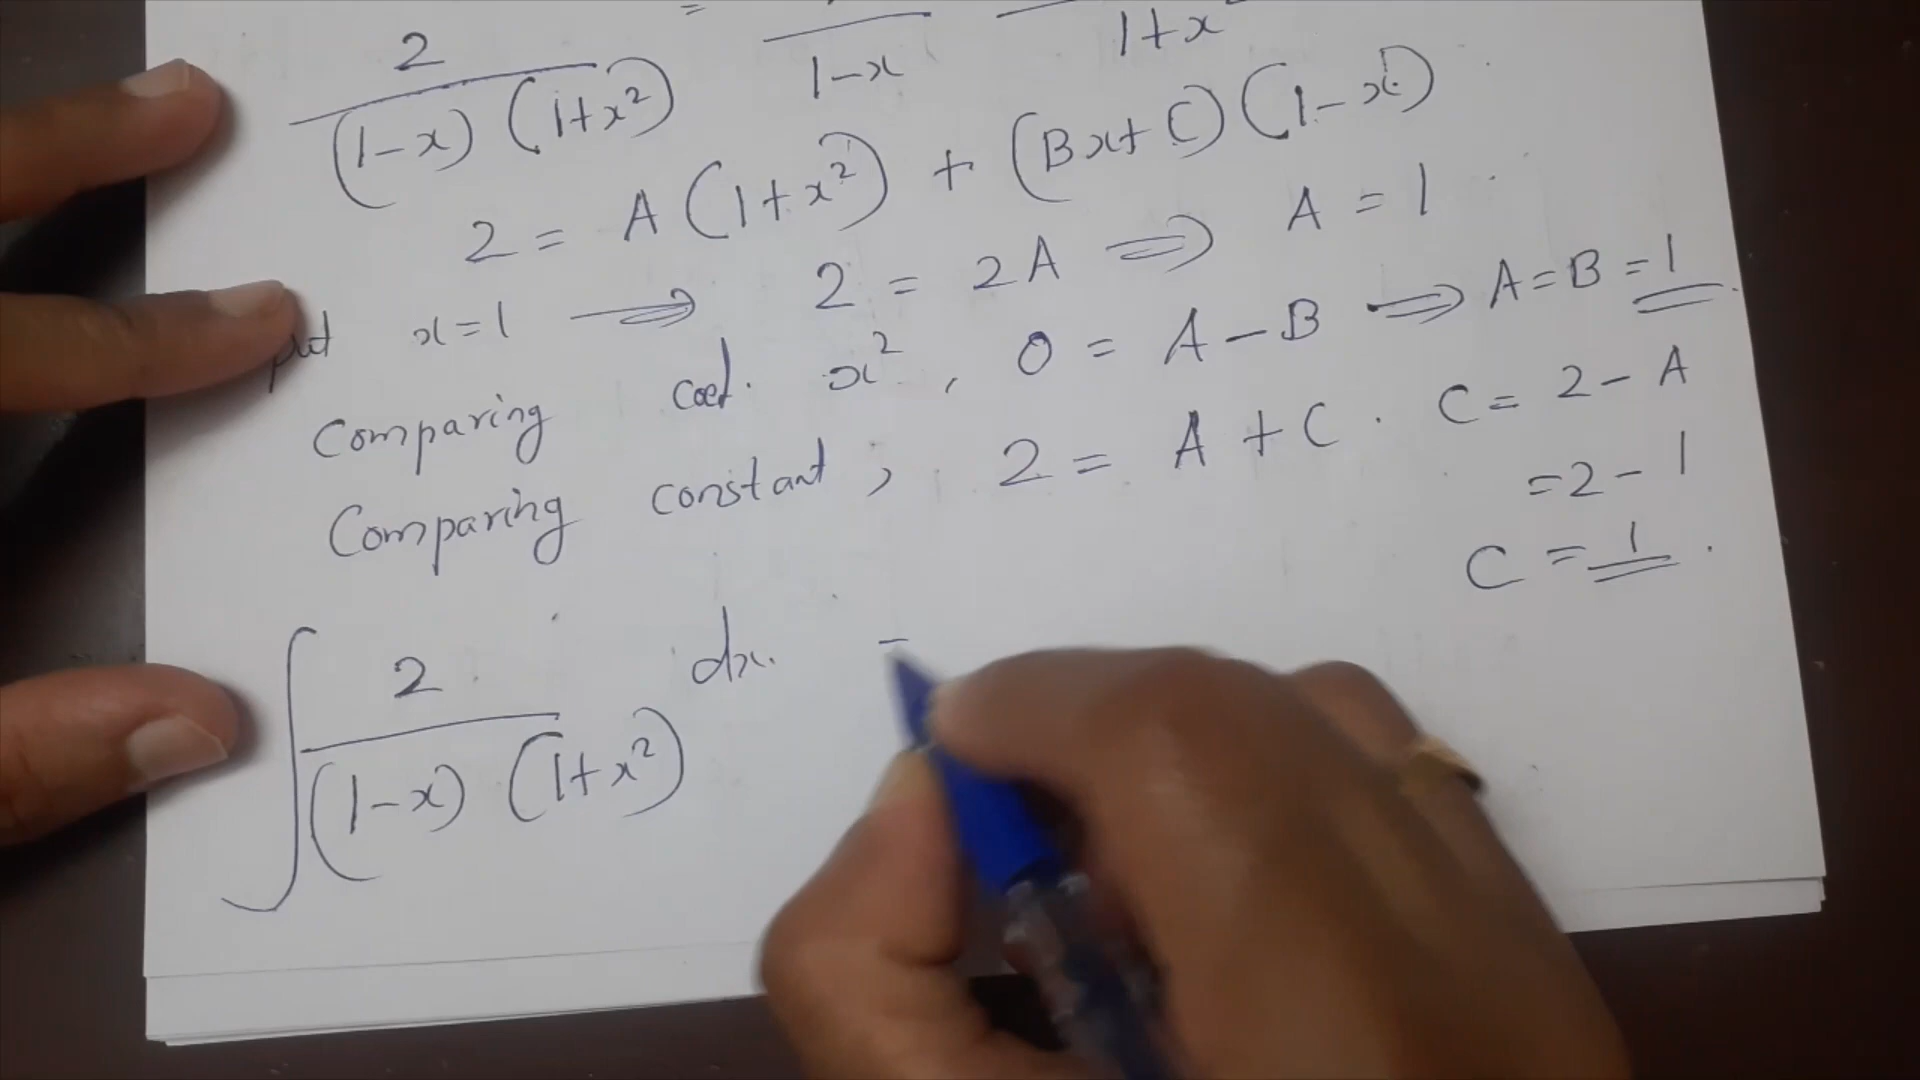 2 / (1-x) (1+x²) = / 1-x / 1+x
2 = A (1+x²) + (Bx+C) (1-x)
put x=1 ⟹ 2 = 2A ⟹ A = 1
Comparing coef. x², 0 = A-B ⟹ A=B=1
Comparing constant, 2 = A + C. C = 2-A
=2-1
C = 1.
∫ 2 / (1-x) (1+x²) dx. -